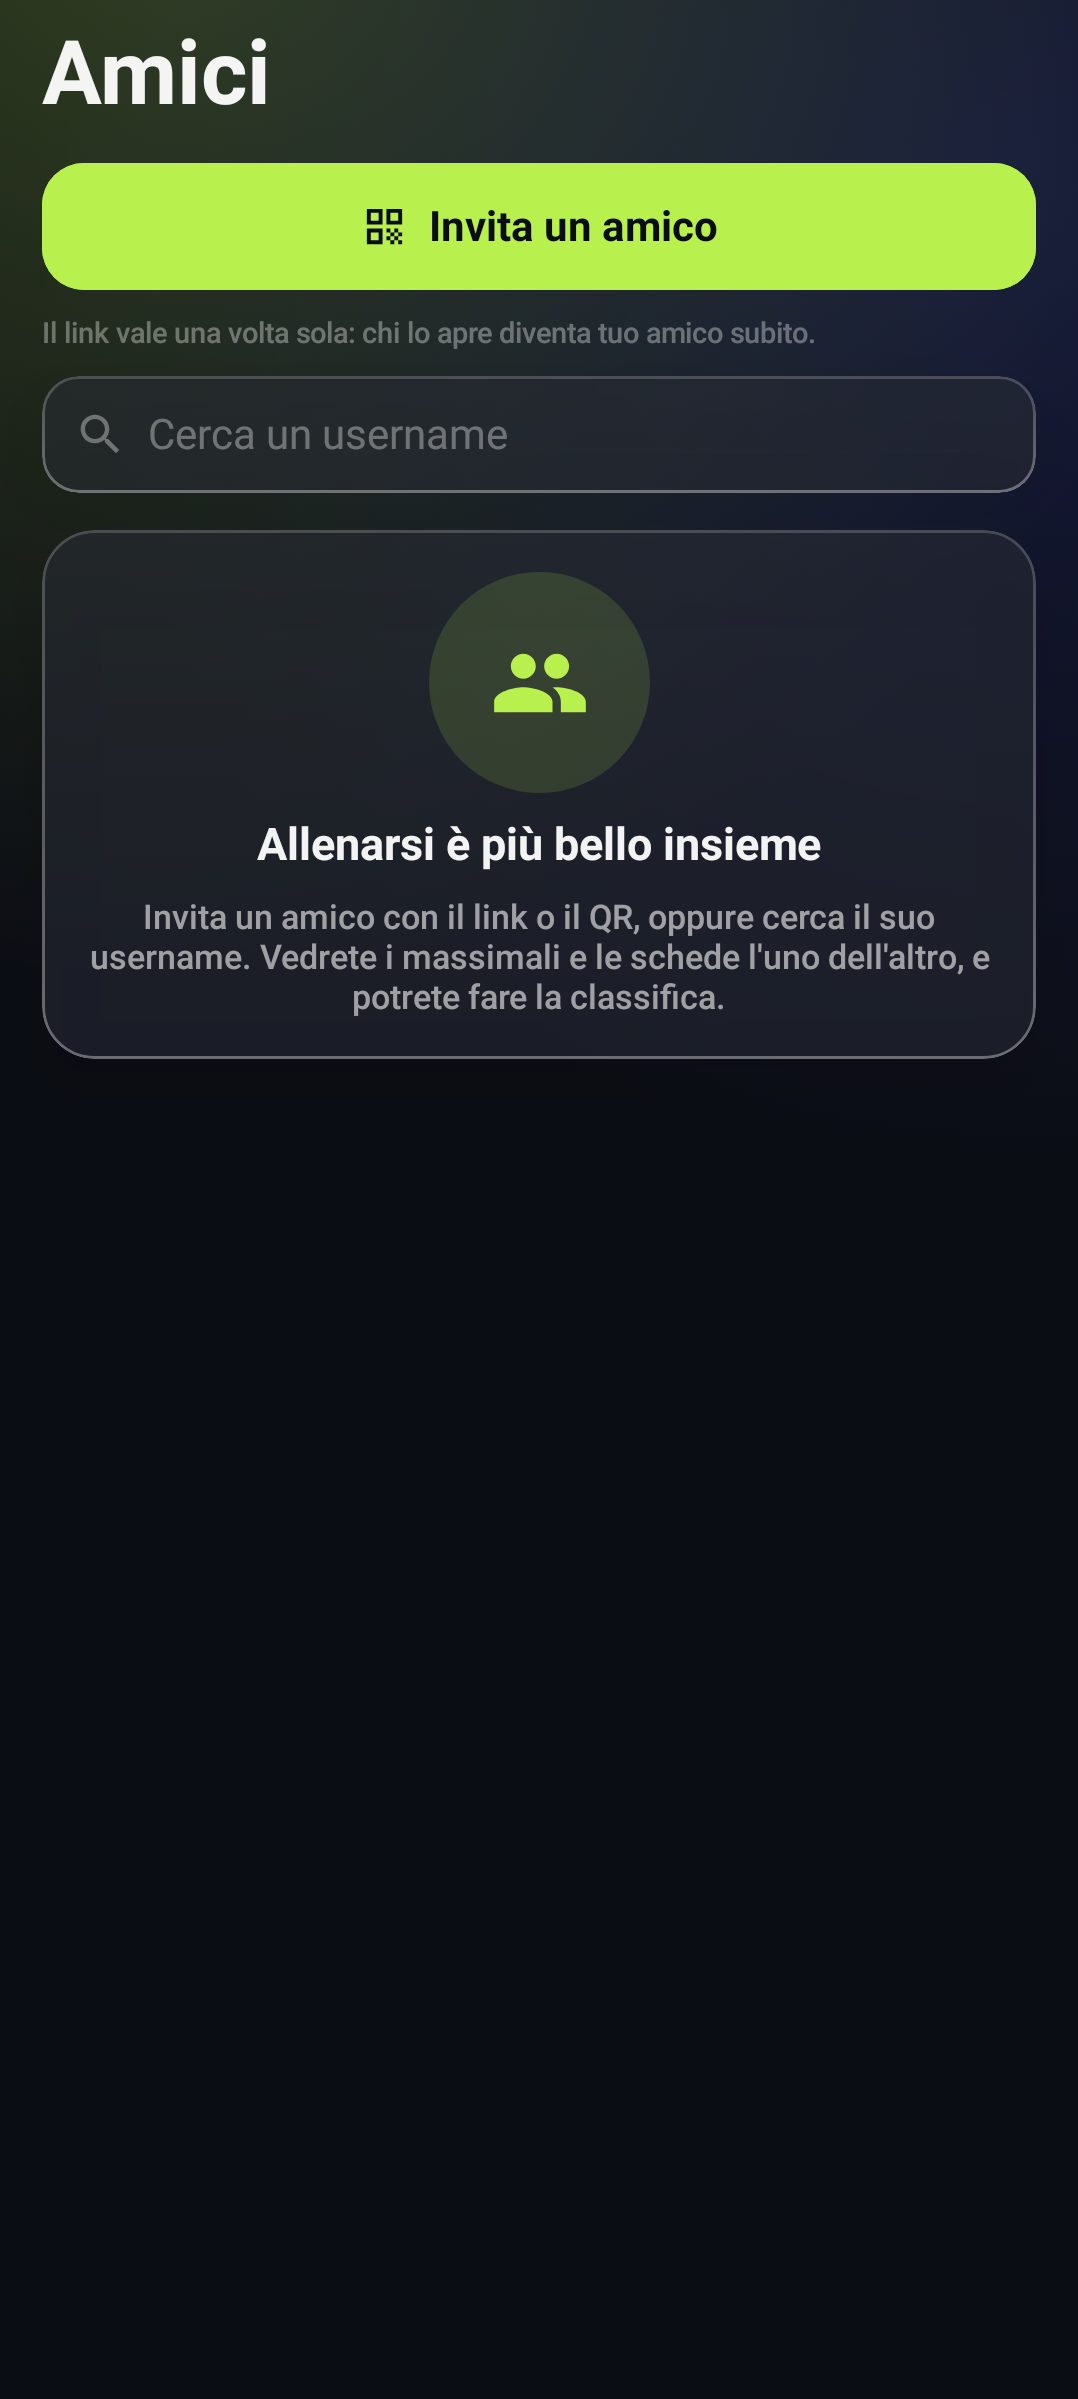 Amici
Invita un amico
Il link vale una volta sola: chi lo apre diventa tuo amico subito.
Cerca un username
Allenarsi è più bello insieme
Invita un amico con il link o il QR, oppure cerca il suo
username. Vedrete i massimali e le schede l'uno dell'altro, e
potrete fare la classifica.